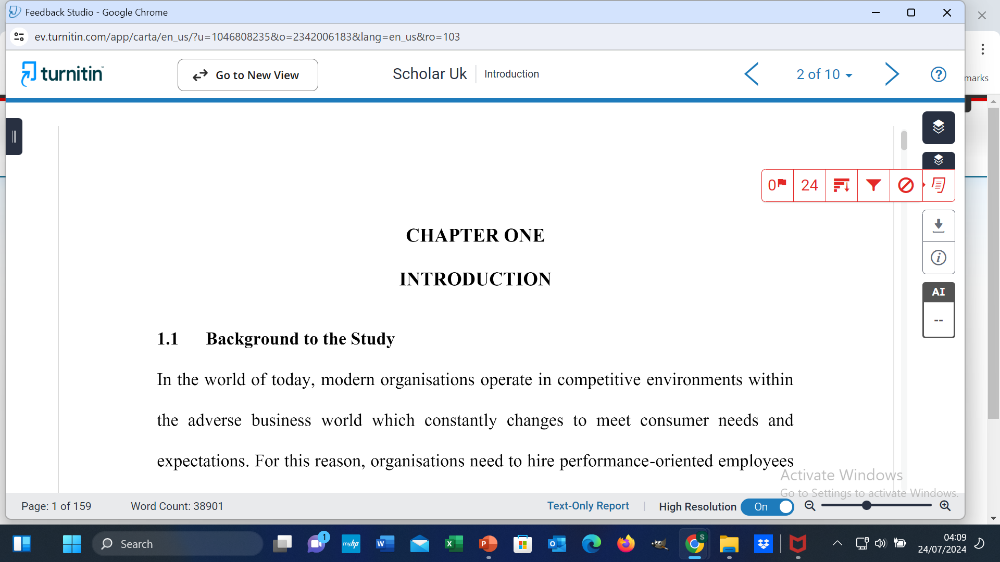 Feedback Studio - Google Chrome
ev.turnitin.com/app/carta/en_us/?u=1046808235&o=2342006183&lang=en_us&ro=103
turnitin
Go to New View
Scholar Uk
Introduction
2 of 10
marks
0
24
CHAPTER ONE
INTRODUCTION
AI
--
1.1 Background to the Study
In the world of today, modern organisations operate in competitive environments within
the adverse business world which constantly changes to meet consumer needs and
expectations. For this reason, organisations need to hire performance-oriented employees
Activate Windows
Go to Settings to activate Windows.
Page: 1 of 159
Word Count: 38901
Text-Only Report
High Resolution
On
Search
1
myhp
W
X
P
O
S
04:09
24/07/2024